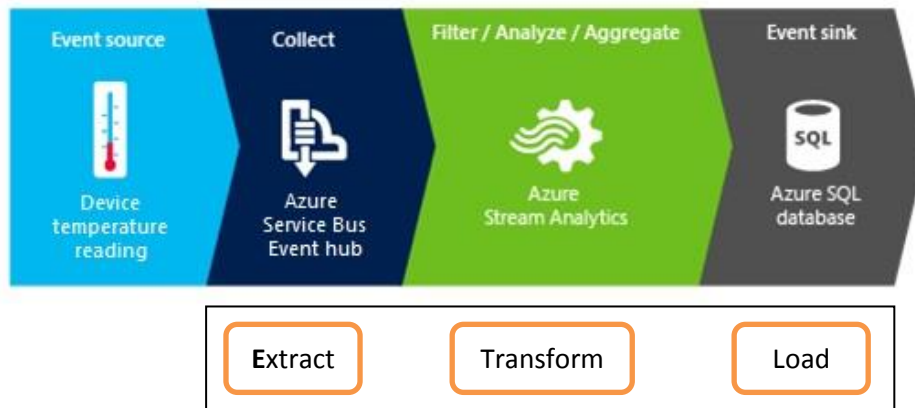 Event source
Collect
Filter / Analyze / Aggregate
Event sink
SQL
Device
temperature
reading
Azure
Service Bus
Event hub
Azure
Stream Analytics
Azure SQL
database
Extract
Transform
Load